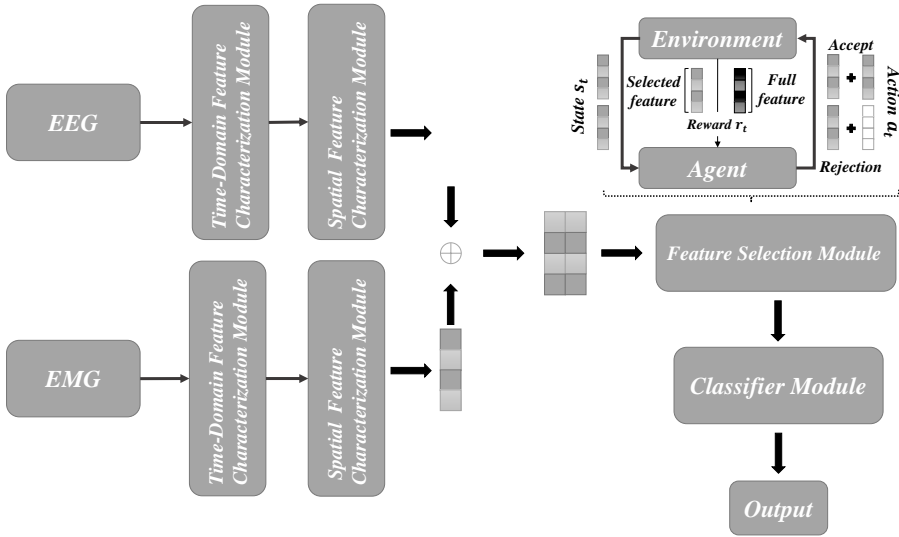 EEG
Time-Domain Feature
Characterization Module
Spatial Feature
Characterization Module
EMG
Time-Domain Feature
Characterization Module
Spatial Feature
Characterization Module
Environment
State s_t
Selected
feature
Full
feature
Reward r_t
Agent
Accept
Action a_t
Rejection
Feature Selection Module
Classifier Module
Output